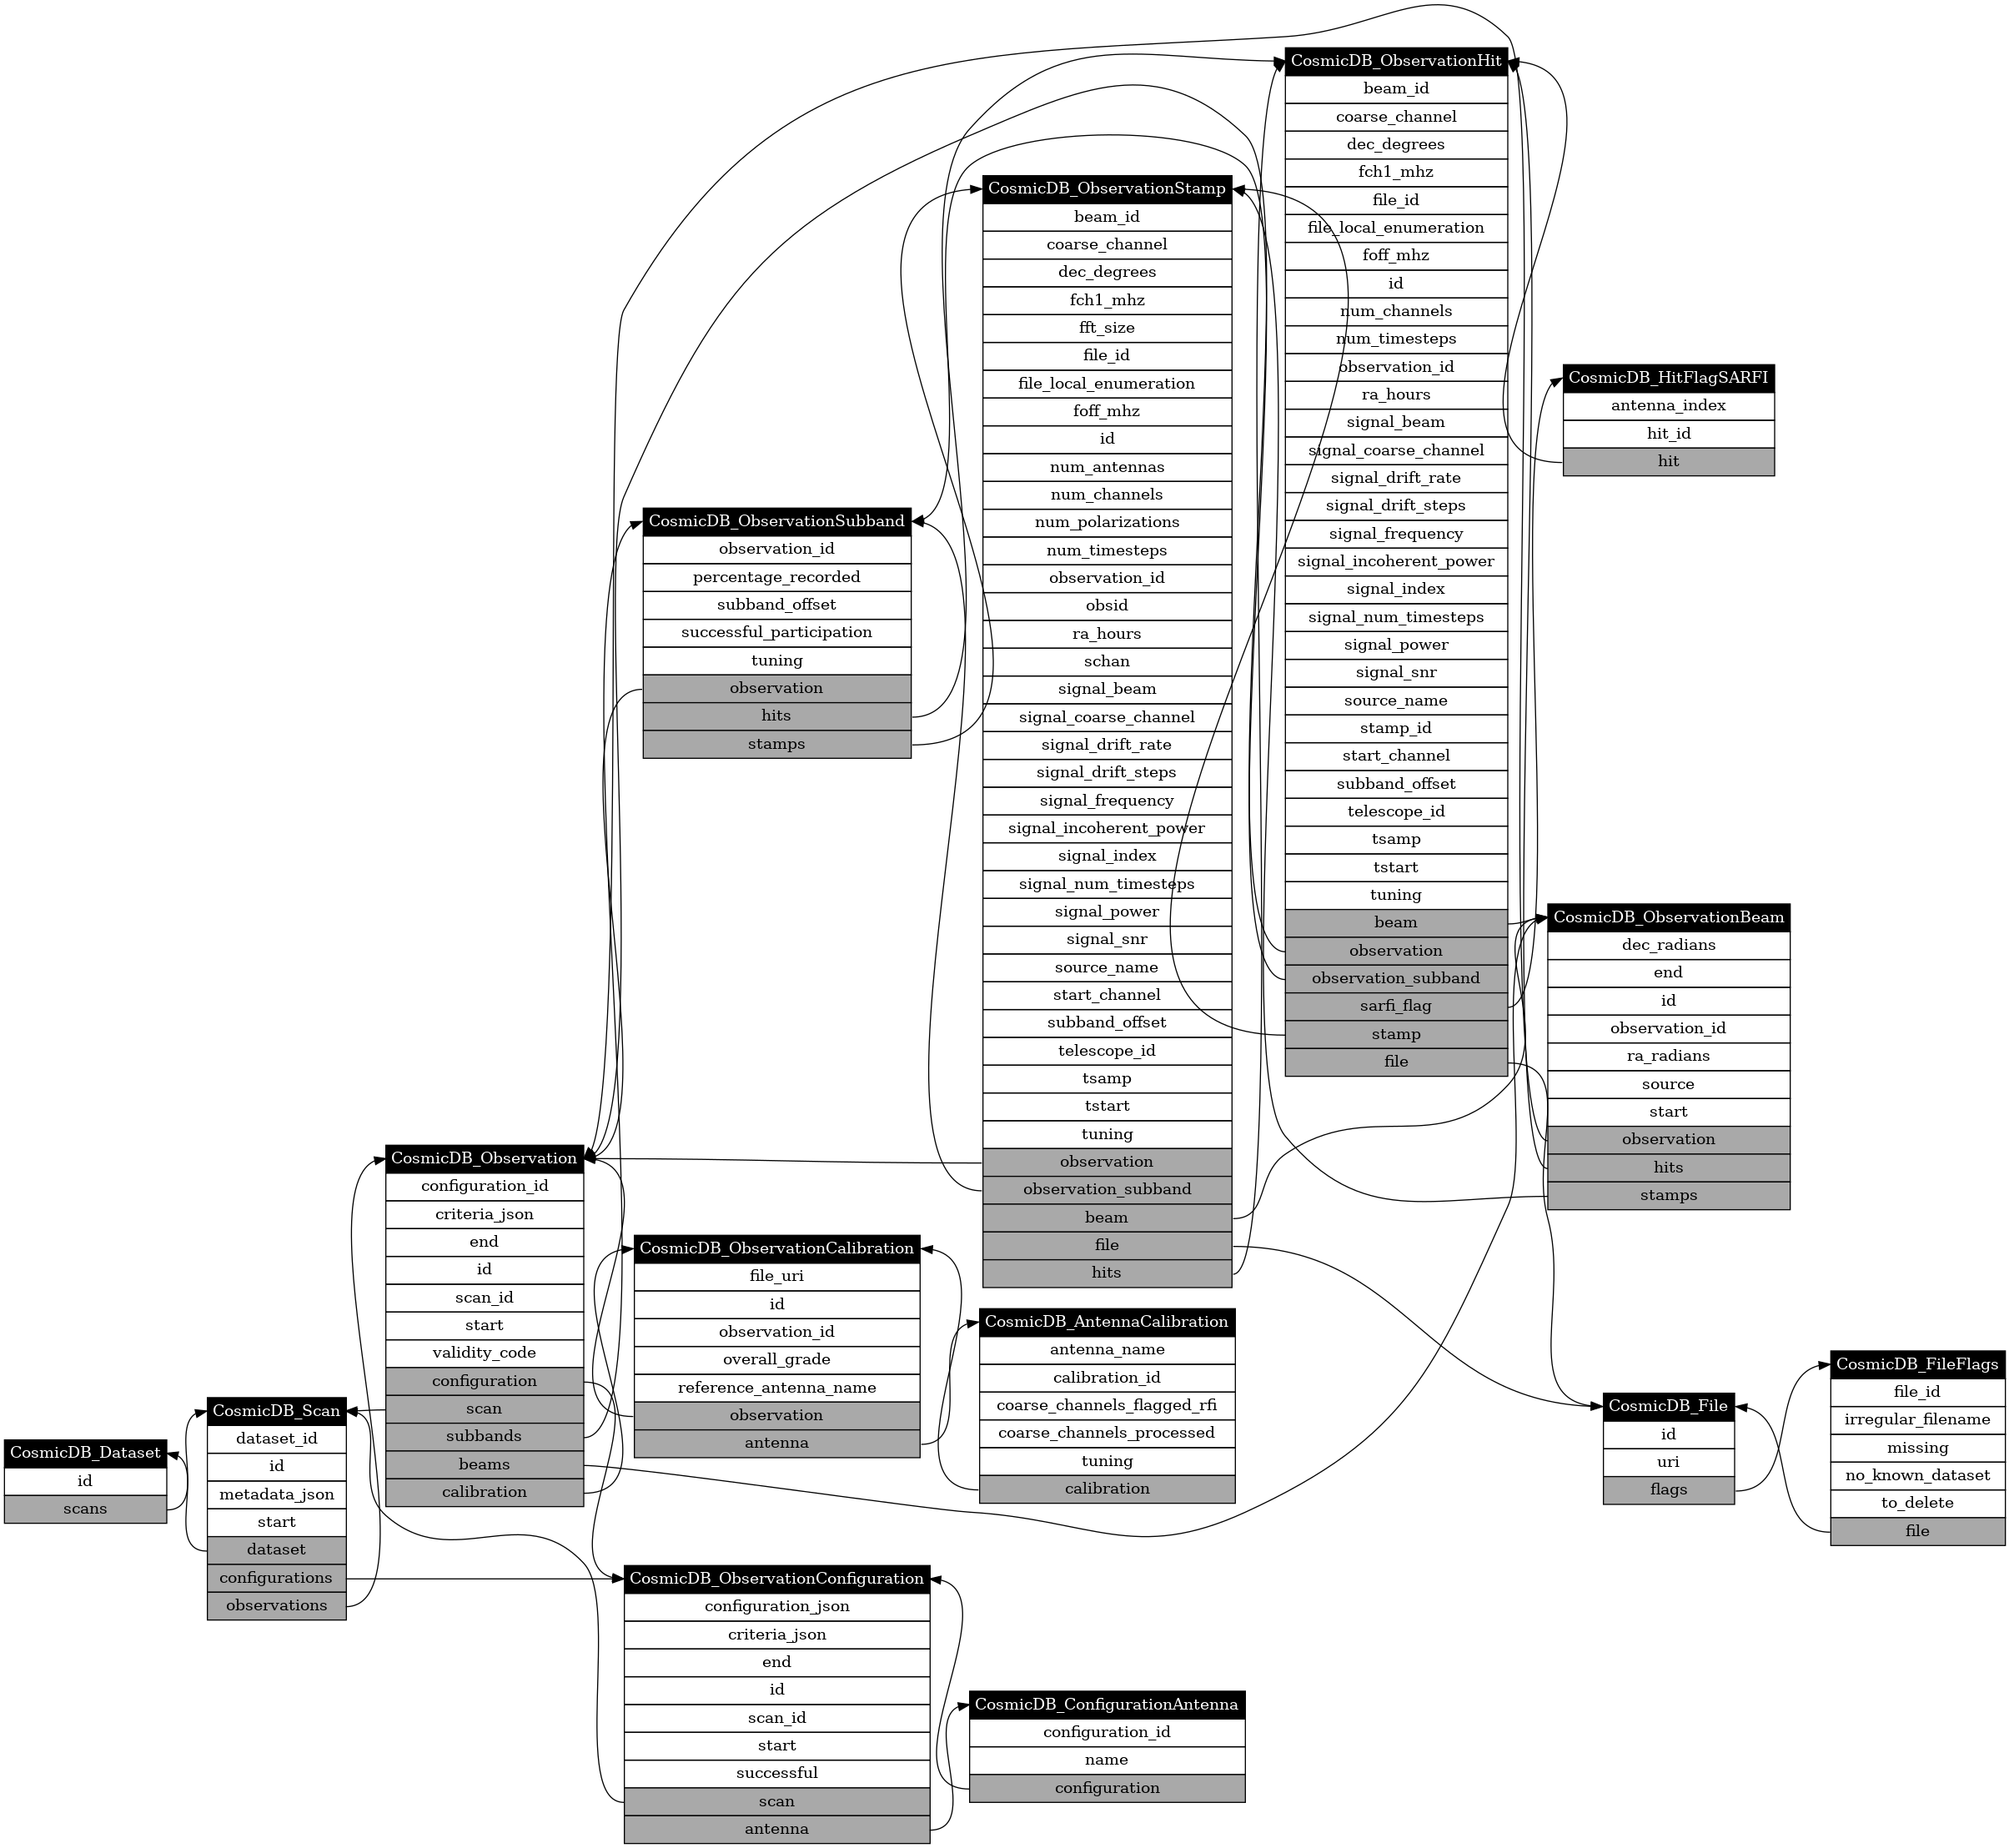 CosmicDB_ObservationHit
beam_id
coarse_channel
dec_degrees
fch1_mhz
file_id
file_local_enumeration
foff_mhz
id
num_channels
num_timesteps
observation_id
ra_hours
signal_beam
signal_coarse_channel
signal_drift_rate
signal_drift_steps
signal_frequency
signal_incoherent_power
signal_index
signal_num_timesteps
signal_power
signal_snr
source_name
stamp_id
start_channel
subband_offset
telescope_id
tsamp
tstart
tuning
beam
observation
observation_subband
sarfi_flag
stamp
file
CosmicDB_ObservationStamp
beam_id
coarse_channel
dec_degrees
fch1_mhz
fft_size
file_id
file_local_enumeration
foff_mhz
id
num_antennas
num_channels
num_polarizations
num_timesteps
observation_id
obsid
ra_hours
schan
signal_beam
signal_coarse_channel
signal_drift_rate
signal_drift_steps
signal_frequency
signal_incoherent_power
signal_index
signal_num_timesteps
signal_power
signal_snr
source_name
start_channel
subband_offset
telescope_id
tsamp
tstart
tuning
observation
observation_subband
beam
file
hits
CosmicDB_HitFlagSARFI
antenna_index
hit_id
hit
CosmicDB_ObservationSubband
observation_id
percentage_recorded
subband_offset
successful_participation
tuning
observation
hits
stamps
CosmicDB_ObservationBeam
dec_radians
end
id
observation_id
ra_radians
source
start
observation
hits
stamps
CosmicDB_Observation
configuration_id
criteria_json
end
id
scan_id
start
validity_code
configuration
scan
subbands
beams
calibration
CosmicDB_ObservationCalibration
file_uri
id
observation_id
overall_grade
reference_antenna_name
observation
antenna
CosmicDB_AntennaCalibration
antenna_name
calibration_id
coarse_channels_flagged_rfi
coarse_channels_processed
tuning
calibration
CosmicDB_FileFlags
file_id
irregular_filename
missing
no_known_dataset
to_delete
file
CosmicDB_File
id
uri
flags
CosmicDB_Scan
dataset_id
id
metadata_json
start
dataset
configurations
observations
CosmicDB_Dataset
id
scans
CosmicDB_ObservationConfiguration
configuration_json
criteria_json
end
id
scan_id
start
successful
scan
antenna
CosmicDB_ConfigurationAntenna
configuration_id
name
configuration